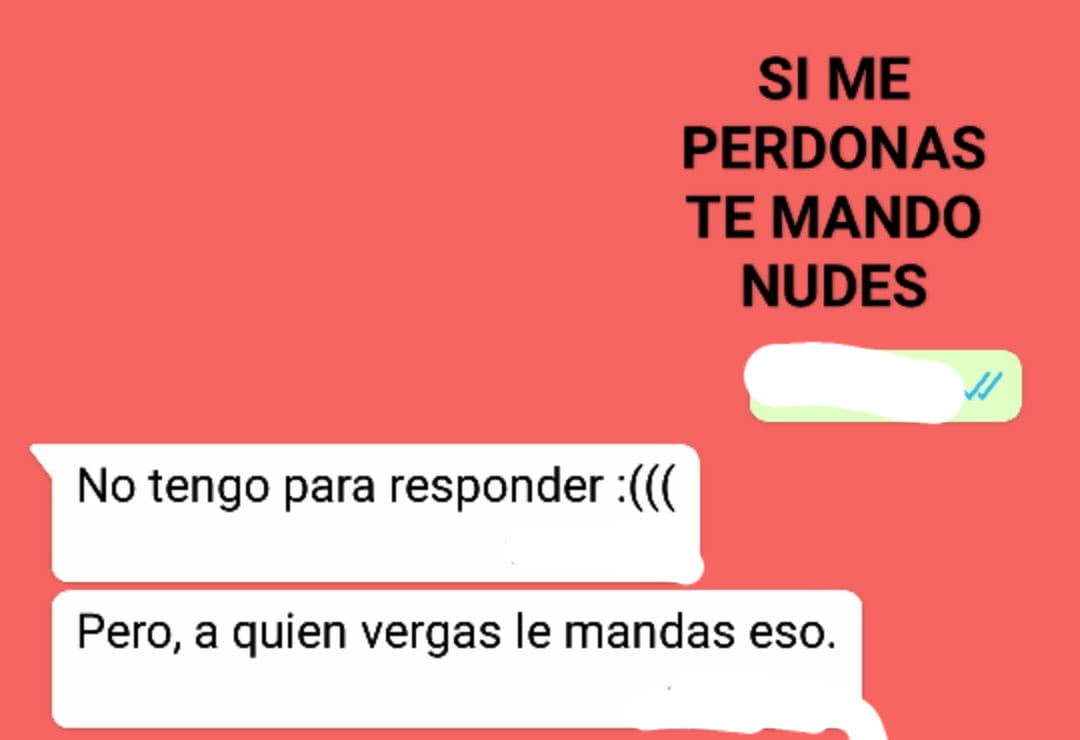 SI ME
PERDONAS
TE MANDO
NUDES
No tengo para responder :(((
Pero, a quien vergas le mandas eso.